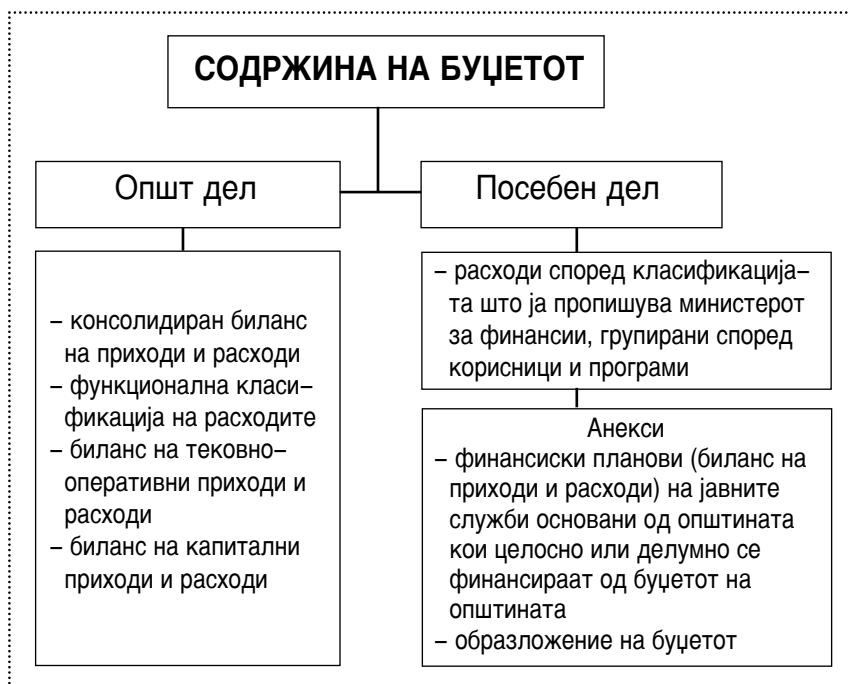 СОДРЖИНА НА БУЏЕТОТ
Општ дел
Посебен дел
– консолидиран биланс
на приходи и расходи
– функционална класи–
фикација на расходите
– биланс на тековно–
оперативни приходи и
расходи
– биланс на капитални
приходи и расходи
– расходи според класификација–
та што ја пропишува министерот
за финансии, групирани според
корисници и програми
Анекси
– финансиски планови (биланс на
приходи и расходи) на јавните
служби основани од општината
кои целосно или делумно се
финансираат од буџетот на
општината
– образложение на буџетот